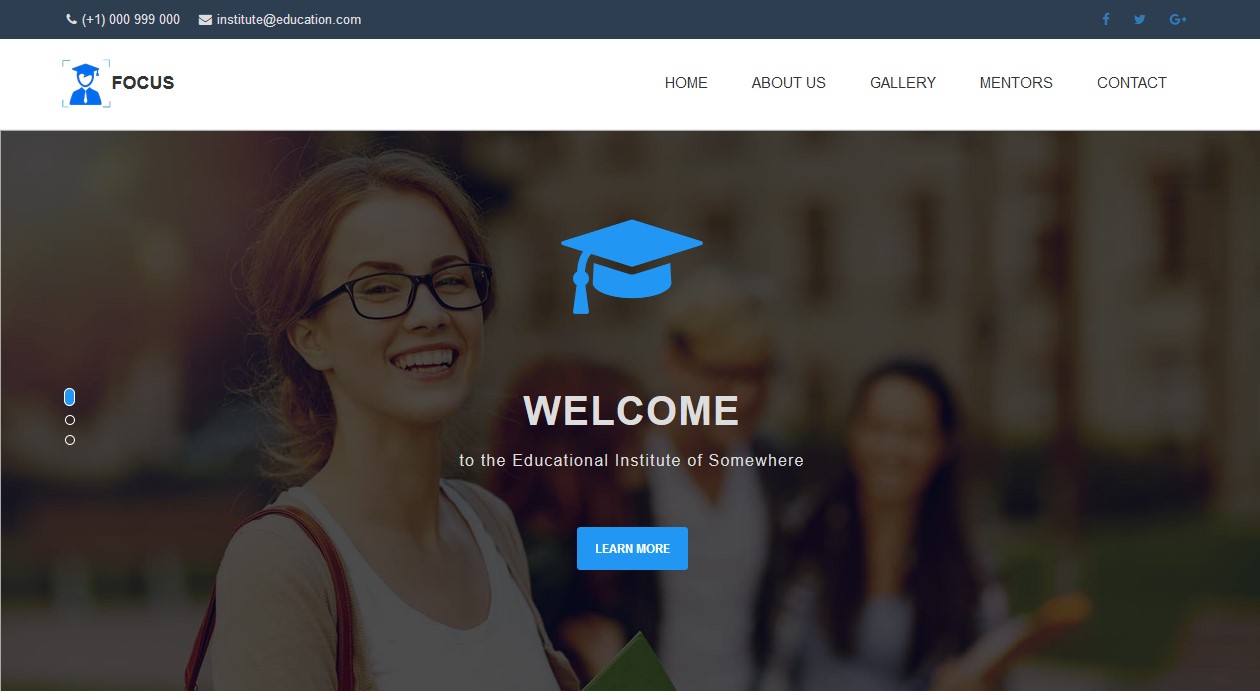 (+1) 000 999 000 institute@education.com
FOCUS
HOME ABOUT US GALLERY MENTORS CONTACT
WELCOME
to the Educational Institute of Somewhere
LEARN MORE